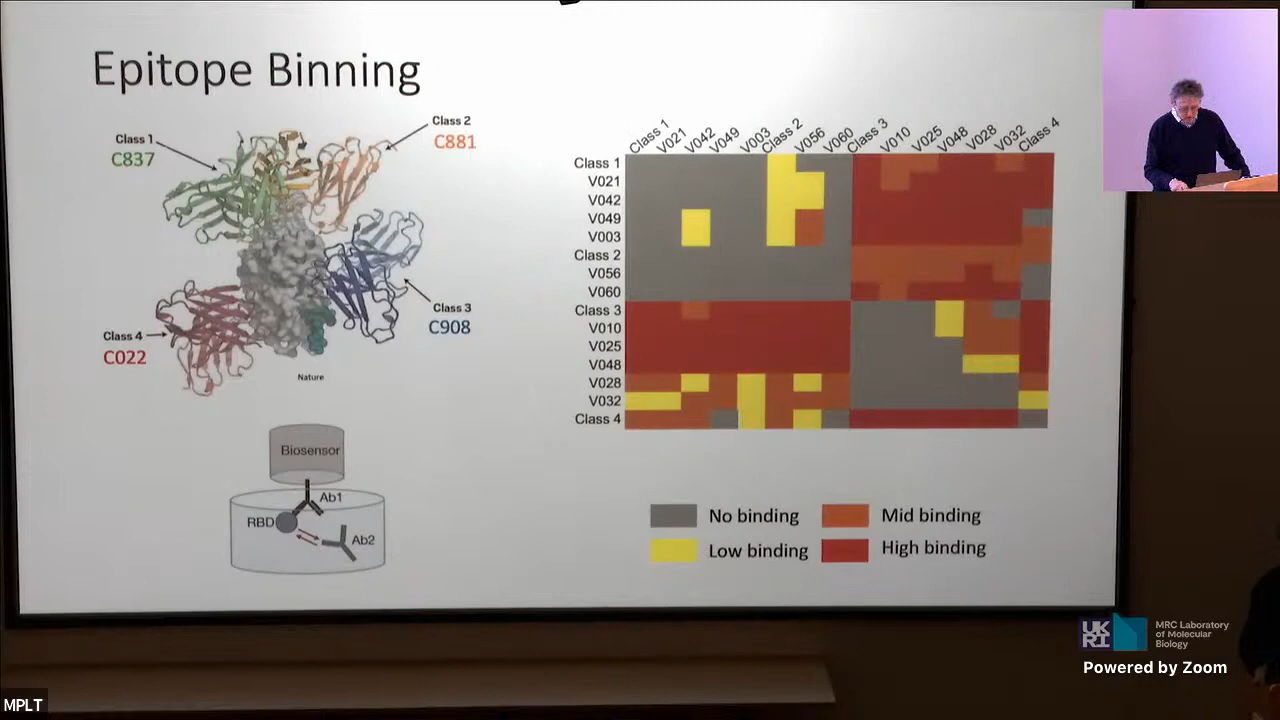 Epitope Binning
Class 1
C837
Class 2
C881
Class 3
C908
Class 4
C022
Nature
Biosensor
Ab1
RBD
Ab2
Class 1
V021
V042
V049
V003
Class 2
V056
V060
Class 3
V010
V025
V048
V028
V032
Class 4
Class 1
V021
V042
V049
V003
Class 2
V056
V060
Class 3
V010
V025
V048
V028
V032
Class 4
No binding
Mid binding
Low binding
High binding
UK
RI
MRC Laboratory
of Molecular
Biology
Powered by Zoom
MPLT